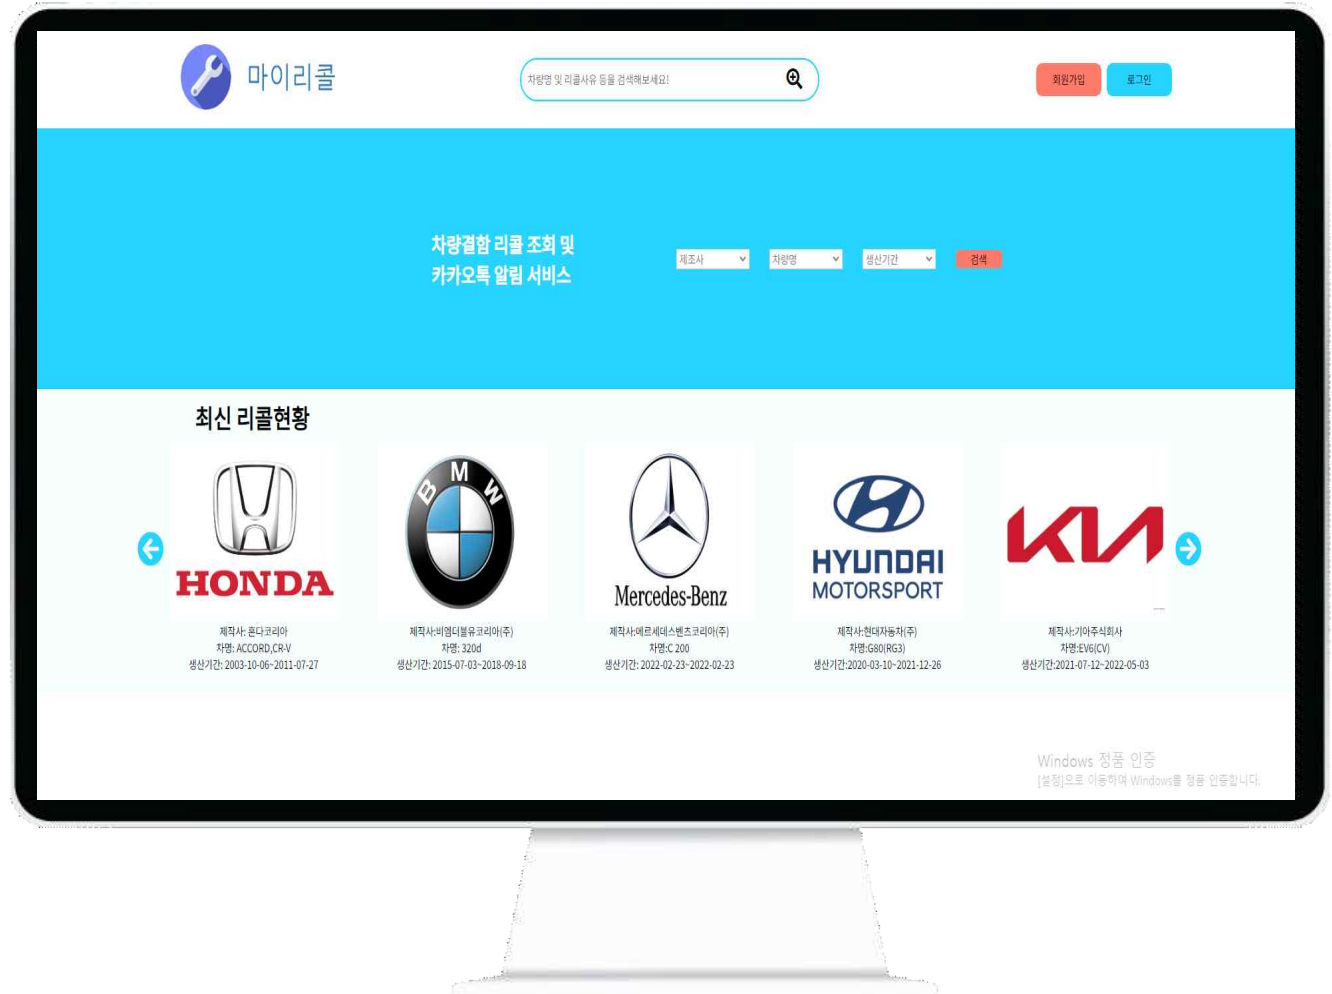 마이리콜
차량명 및 리콜사유 등을 검색해보세요!
회원가입
로그인
차량결함 리콜 조회 및
카카오톡 알림 서비스
제조사
차량명
생산기간
검색
최신 리콜현황
HONDA
BMW
Mercedes-Benz
HYUNDAI
MOTORSPORT
KIA
제작사: 혼다코리아
차명: ACCORD,CR-V
생산기간: 2003-10-06~2011-07-27
제작사:비엠더블유코리아(주)
차명: 320d
생산기간: 2015-07-03~2018-09-18
제작사:메르세데스벤츠코리아(주)
차명:C 200
생산기간: 2022-02-23~2022-02-23
제작사:현대자동차(주)
차명:G80(RG3)
생산기간:2020-03-10~2021-12-26
제작사:기아주식회사
차명:EV6(CV)
생산기간:2021-07-12~2022-05-03
Windows 정품 인증
[설정]으로 이동하여 Windows를 정품 인증합니다.